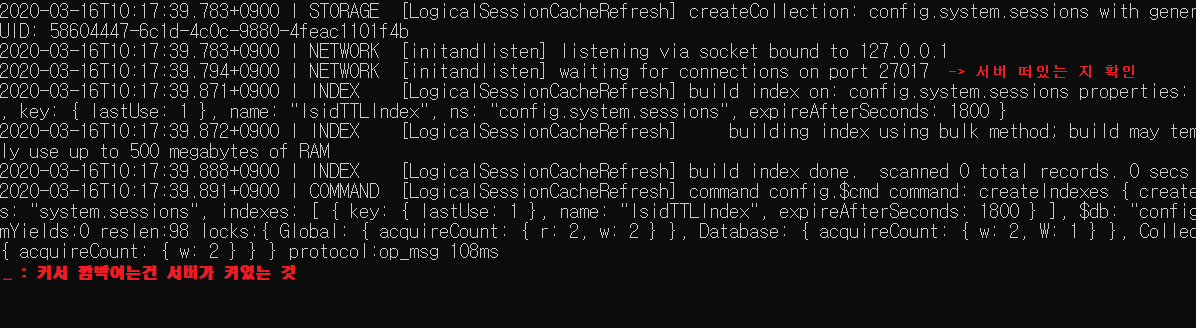 2020-03-16T10:17:39.783+0900 I STORAGE  [LogicalSessionCacheRefresh] createCollection: config.system.sessions with gener
UID: 58604447-6c1d-4c0c-9880-4feac1101f4b
2020-03-16T10:17:39.783+0900 I NETWORK  [initandlisten] listening via socket bound to 127.0.0.1
2020-03-16T10:17:39.794+0900 I NETWORK  [initandlisten] waiting for connections on port 27017  -> 서버 떠있는 지 확인
2020-03-16T10:17:39.871+0900 I INDEX    [LogicalSessionCacheRefresh] build index on: config.system.sessions properties:
, key: { lastUse: 1 }, name: "lsidTTLIndex", ns: "config.system.sessions", expireAfterSeconds: 1800 }
2020-03-16T10:17:39.872+0900 I INDEX    [LogicalSessionCacheRefresh]     building index using bulk method; build may tem
ly use up to 500 megabytes of RAM
2020-03-16T10:17:39.888+0900 I INDEX    [LogicalSessionCacheRefresh] build index done.  scanned 0 total records. 0 secs
2020-03-16T10:17:39.891+0900 I COMMAND  [LogicalSessionCacheRefresh] command config.$cmd command: createIndexes { create
s: "system.sessions", indexes: [ { key: { lastUse: 1 }, name: "lsidTTLIndex", expireAfterSeconds: 1800 } ], $db: "config
mYields:0 reslen:98 locks:{ Global: { acquireCount: { r: 2, w: 2 } }, Database: { acquireCount: { w: 2, W: 1 } }, Collec
{ acquireCount: { w: 2 } } } protocol:op_msg 108ms
_ : 커서 깜빡이는건 서버가 켜있는 것